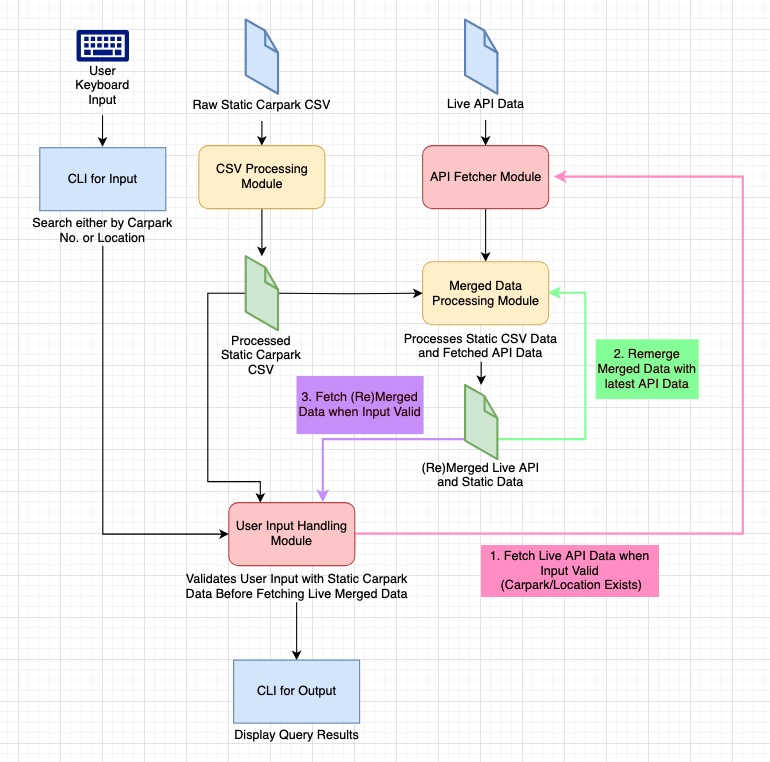 User
Keyboard
Input
Raw Static Carpark CSV
Live API Data
CLI for Input
CSV Processing
Module
API Fetcher Module
Search either by Carpark
No. or Location
Merged Data
Processing Module
Processed
Static Carpark
CSV
Processes Static CSV Data
and Fetched API Data
2. Remerge
Merged Data with
latest API Data
3. Fetch (Re)Merged
Data when Input Valid
(Re)Merged Live API
and Static Data
User Input Handling
Module
1. Fetch Live API Data when
Input Valid
(Carpark/Location Exists)
Validates User Input with Static Carpark
Data Before Fetching Live Merged Data
CLI for Output
Display Query Results